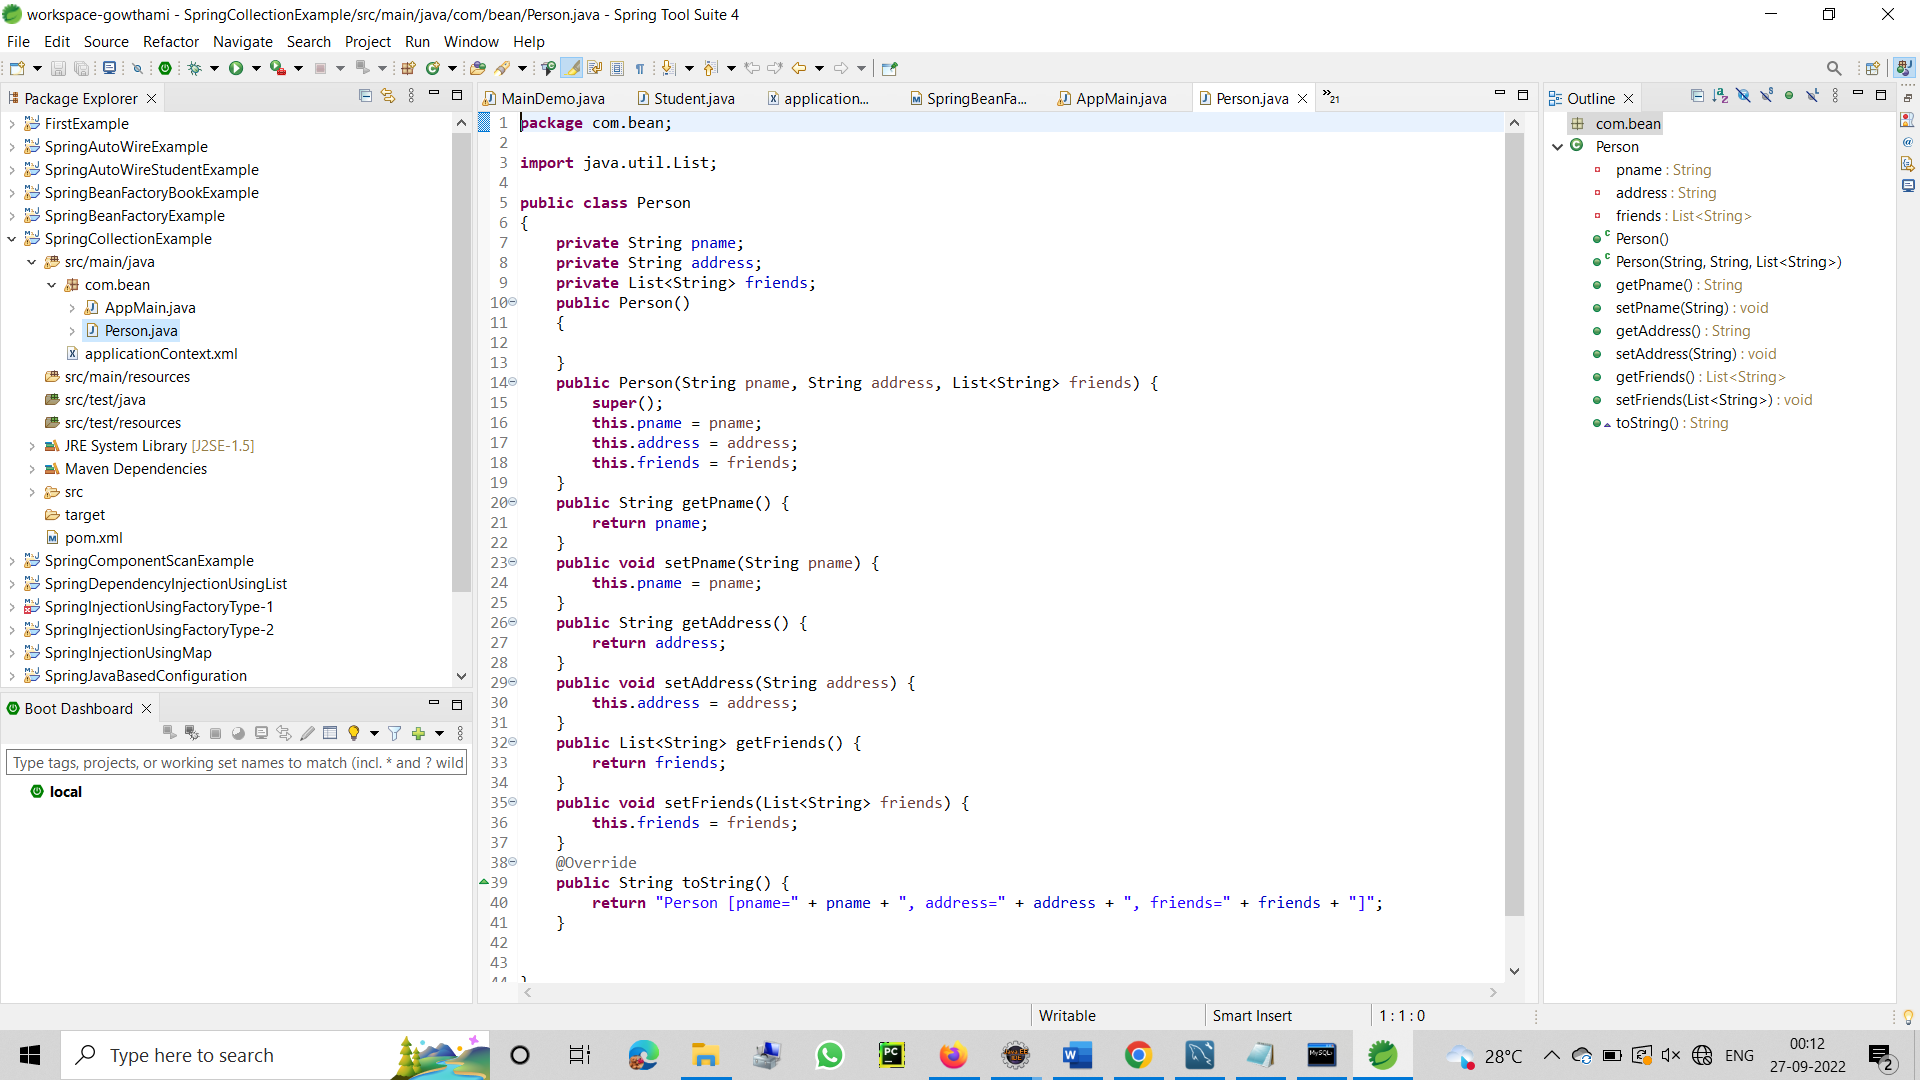 workspace-gowthami - SpringCollectionExample/src/main/java/com/bean/Person.java - Spring Tool Suite 4
File Edit Source Refactor Navigate Search Project Run Window Help
Package Explorer
FirstExample
SpringAutoWireExample
SpringAutoWireStudentExample
SpringBeanFactoryBookExample
SpringBeanFactoryExample
SpringCollectionExample
src/main/java
com.bean
AppMain.java
Person.java
applicationContext.xml
src/main/resources
src/test/java
src/test/resources
JRE System Library [J2SE-1.5]
Maven Dependencies
src
target
pom.xml
SpringComponentScanExample
SpringDependencyInjectionUsingList
SpringInjectionUsingFactoryType-1
SpringInjectionUsingFactoryType-2
SpringInjectionUsingMap
SpringJavaBasedConfiguration
Boot Dashboard
Type tags, projects, or working set names to match (incl. * and ? wild
local
MainDemo.java Student.java application... SpringBeanFa... AppMain.java Person.java »21
1 package com.bean;
2
3 import java.util.List;
4
5 public class Person
6 {
7 private String pname;
8 private String address;
9 private List<String> friends;
10 public Person()
11 {
12
13 }
14 public Person(String pname, String address, List<String> friends) {
15 super();
16 this.pname = pname;
17 this.address = address;
18 this.friends = friends;
19 }
20 public String getPname() {
21 return pname;
22 }
23 public void setPname(String pname) {
24 this.pname = pname;
25 }
26 public String getAddress() {
27 return address;
28 }
29 public void setAddress(String address) {
30 this.address = address;
31 }
32 public List<String> getFriends() {
33 return friends;
34 }
35 public void setFriends(List<String> friends) {
36 this.friends = friends;
37 }
38 @Override
39 public String toString() {
40 return "Person [pname=" + pname + ", address=" + address + ", friends=" + friends + "]";
41 }
42
43
44 }
Outline
com.bean
Person
pname : String
address : String
friends : List<String>
Person()
Person(String, String, List<String>)
getPname() : String
setPname(String) : void
getAddress() : String
setAddress(String) : void
getFriends() : List<String>
setFriends(List<String>) : void
toString() : String
Writable Smart Insert 1 : 1 : 0
Type here to search
28°C ENG 00:12
27-09-2022
2